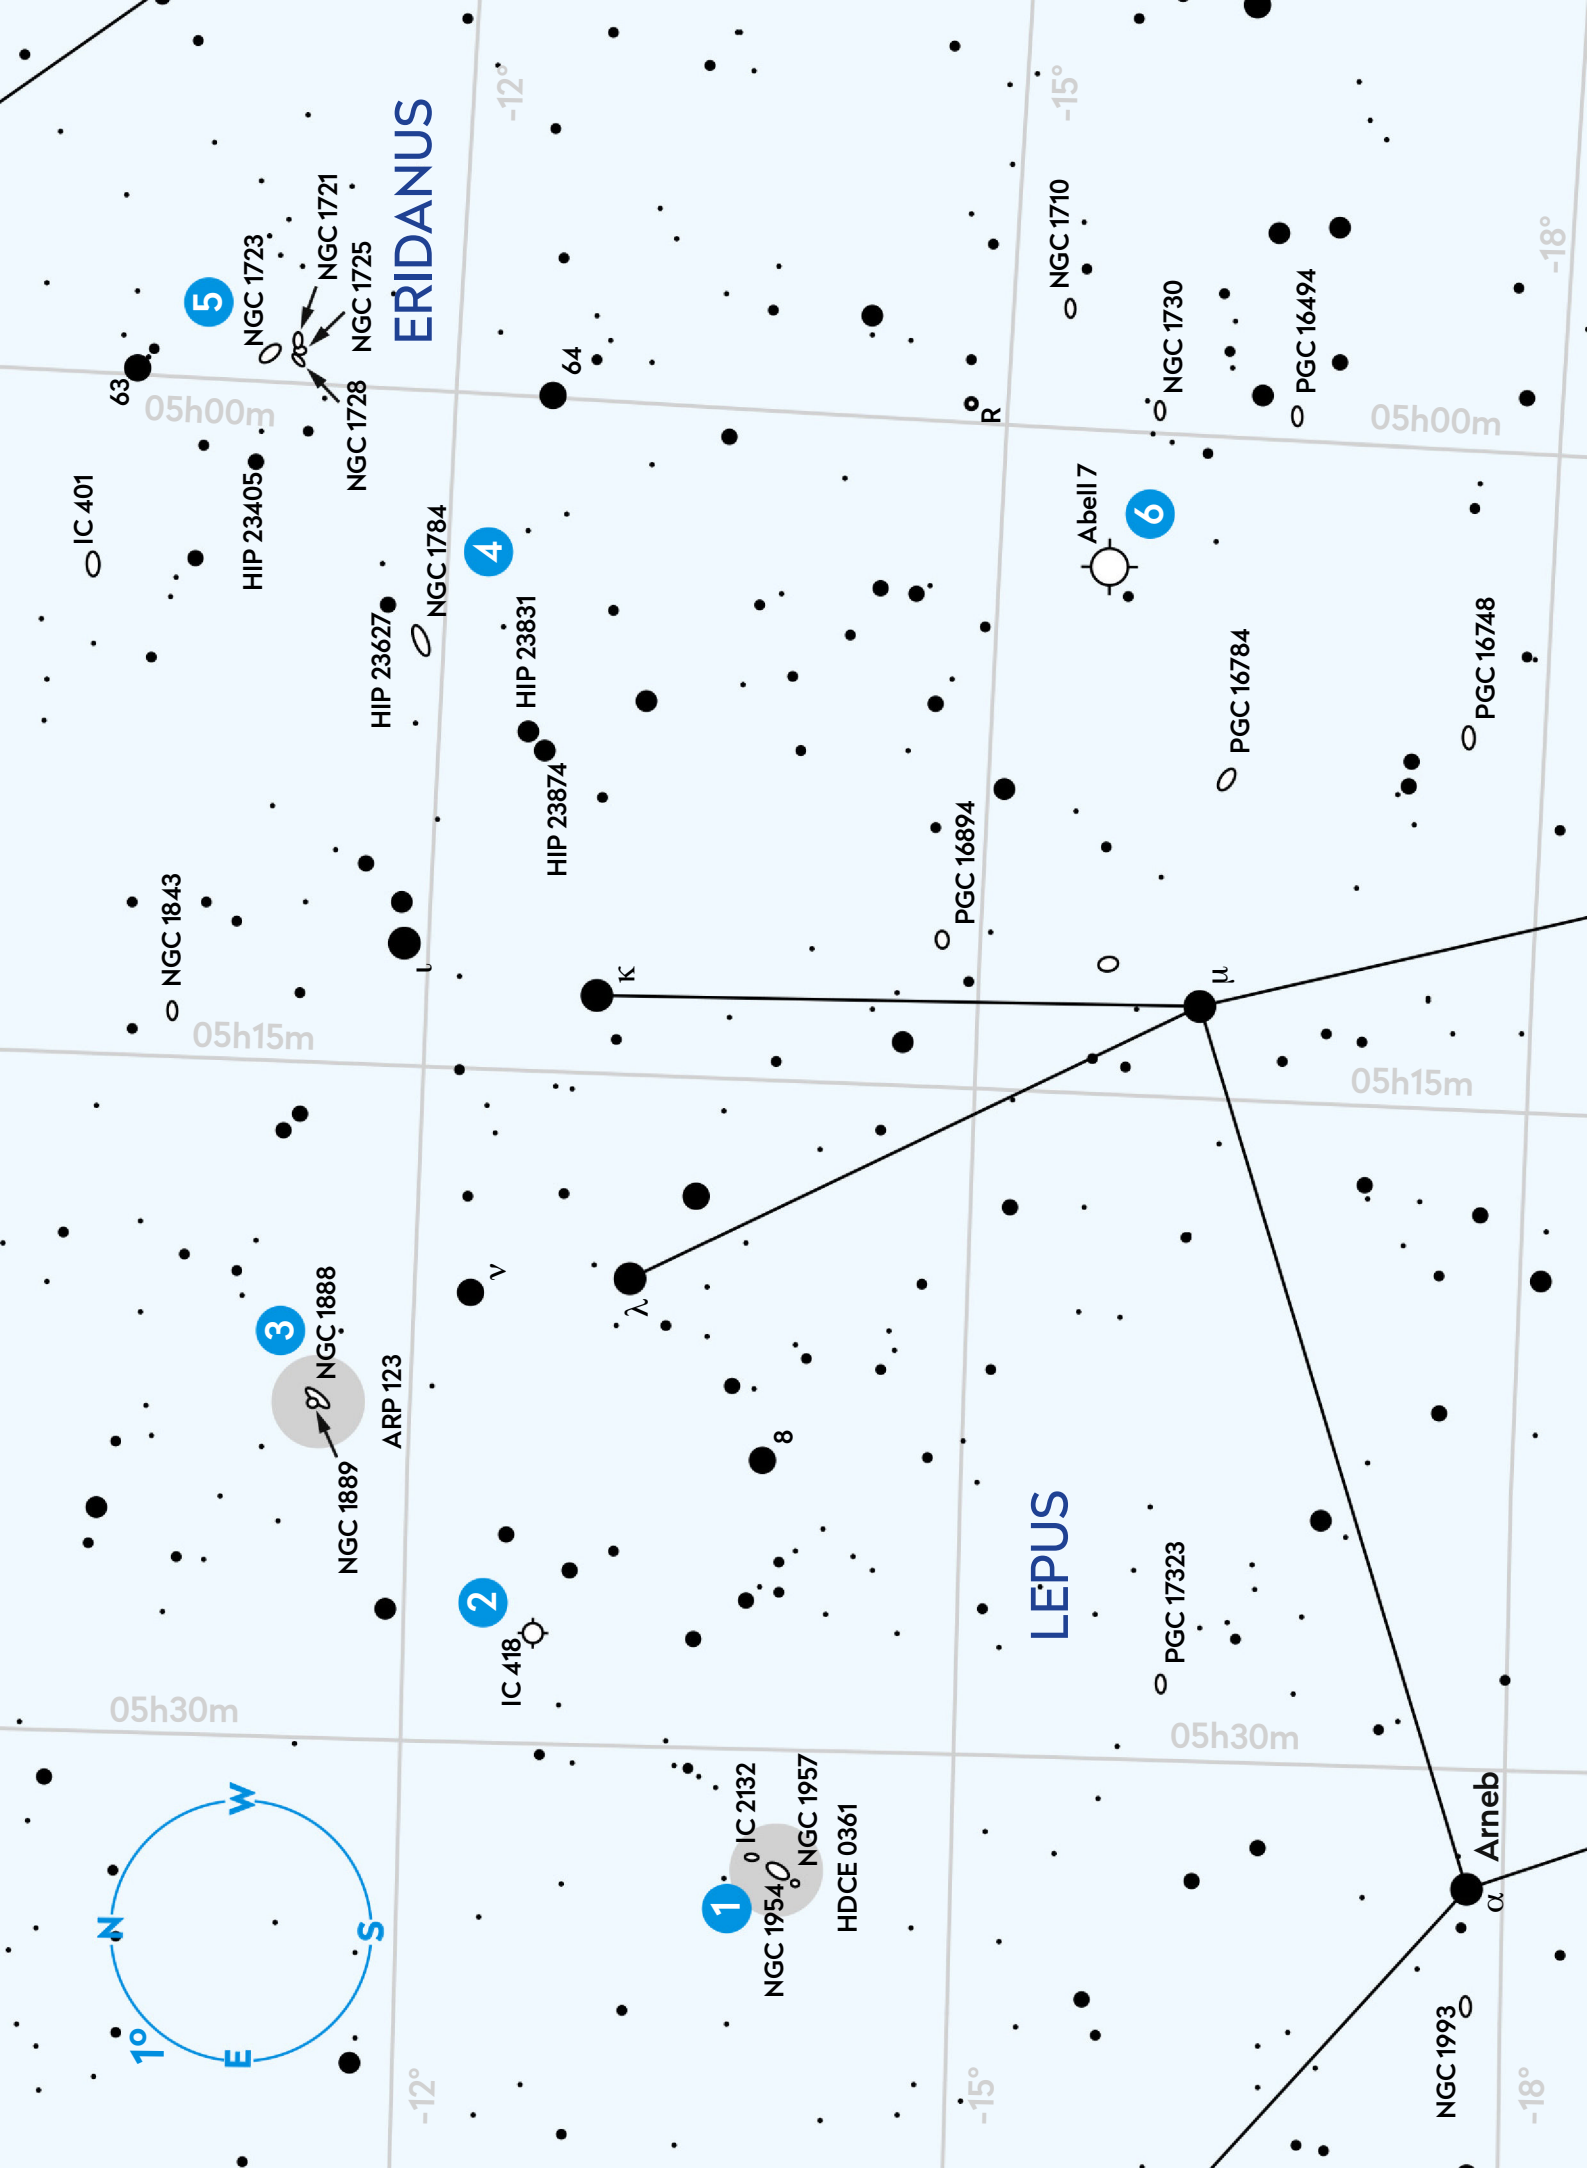 N
1°
E
W
S
63
IC 401
05h00m
5
NGC 1723
NGC 1721
NGC 1725
NGC 1728
HIP 23405
NGC 1843
05h15m
05h30m
3
NGC 1888
NGC 1889
ARP 123
ERIDANUS
HIP 23627
NGC 1784
4
-12°
-12°
ι
ν
2
IC 418
HIP 23831
HIP 23874
64
κ
λ
1
IC 2132
NGC 1954
NGC 1957
HDCE 0361
8
PGC 16894
R
-15°
-15°
LEPUS
NGC 1710
Abell 7
6
NGC 1730
PGC 17323
μ
PGC 16784
PGC 16494
05h00m
05h15m
05h30m
NGC 1993
PGC 16748
Arneb
α
-18°
-18°